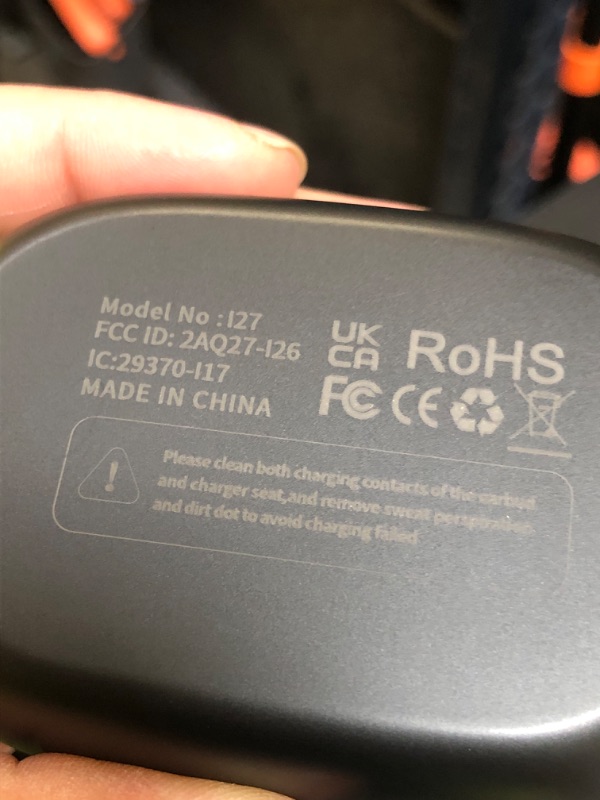 Model No :I27
FCC ID: 2AQ27-I26
IC:29370-I17
MADE IN CHINA
UK
CA
RoHS
FC CE
Please clean both charging contacts of the earbud
and charger seat,and remove sweat perspiration
and dirt dot to avoid charging failed